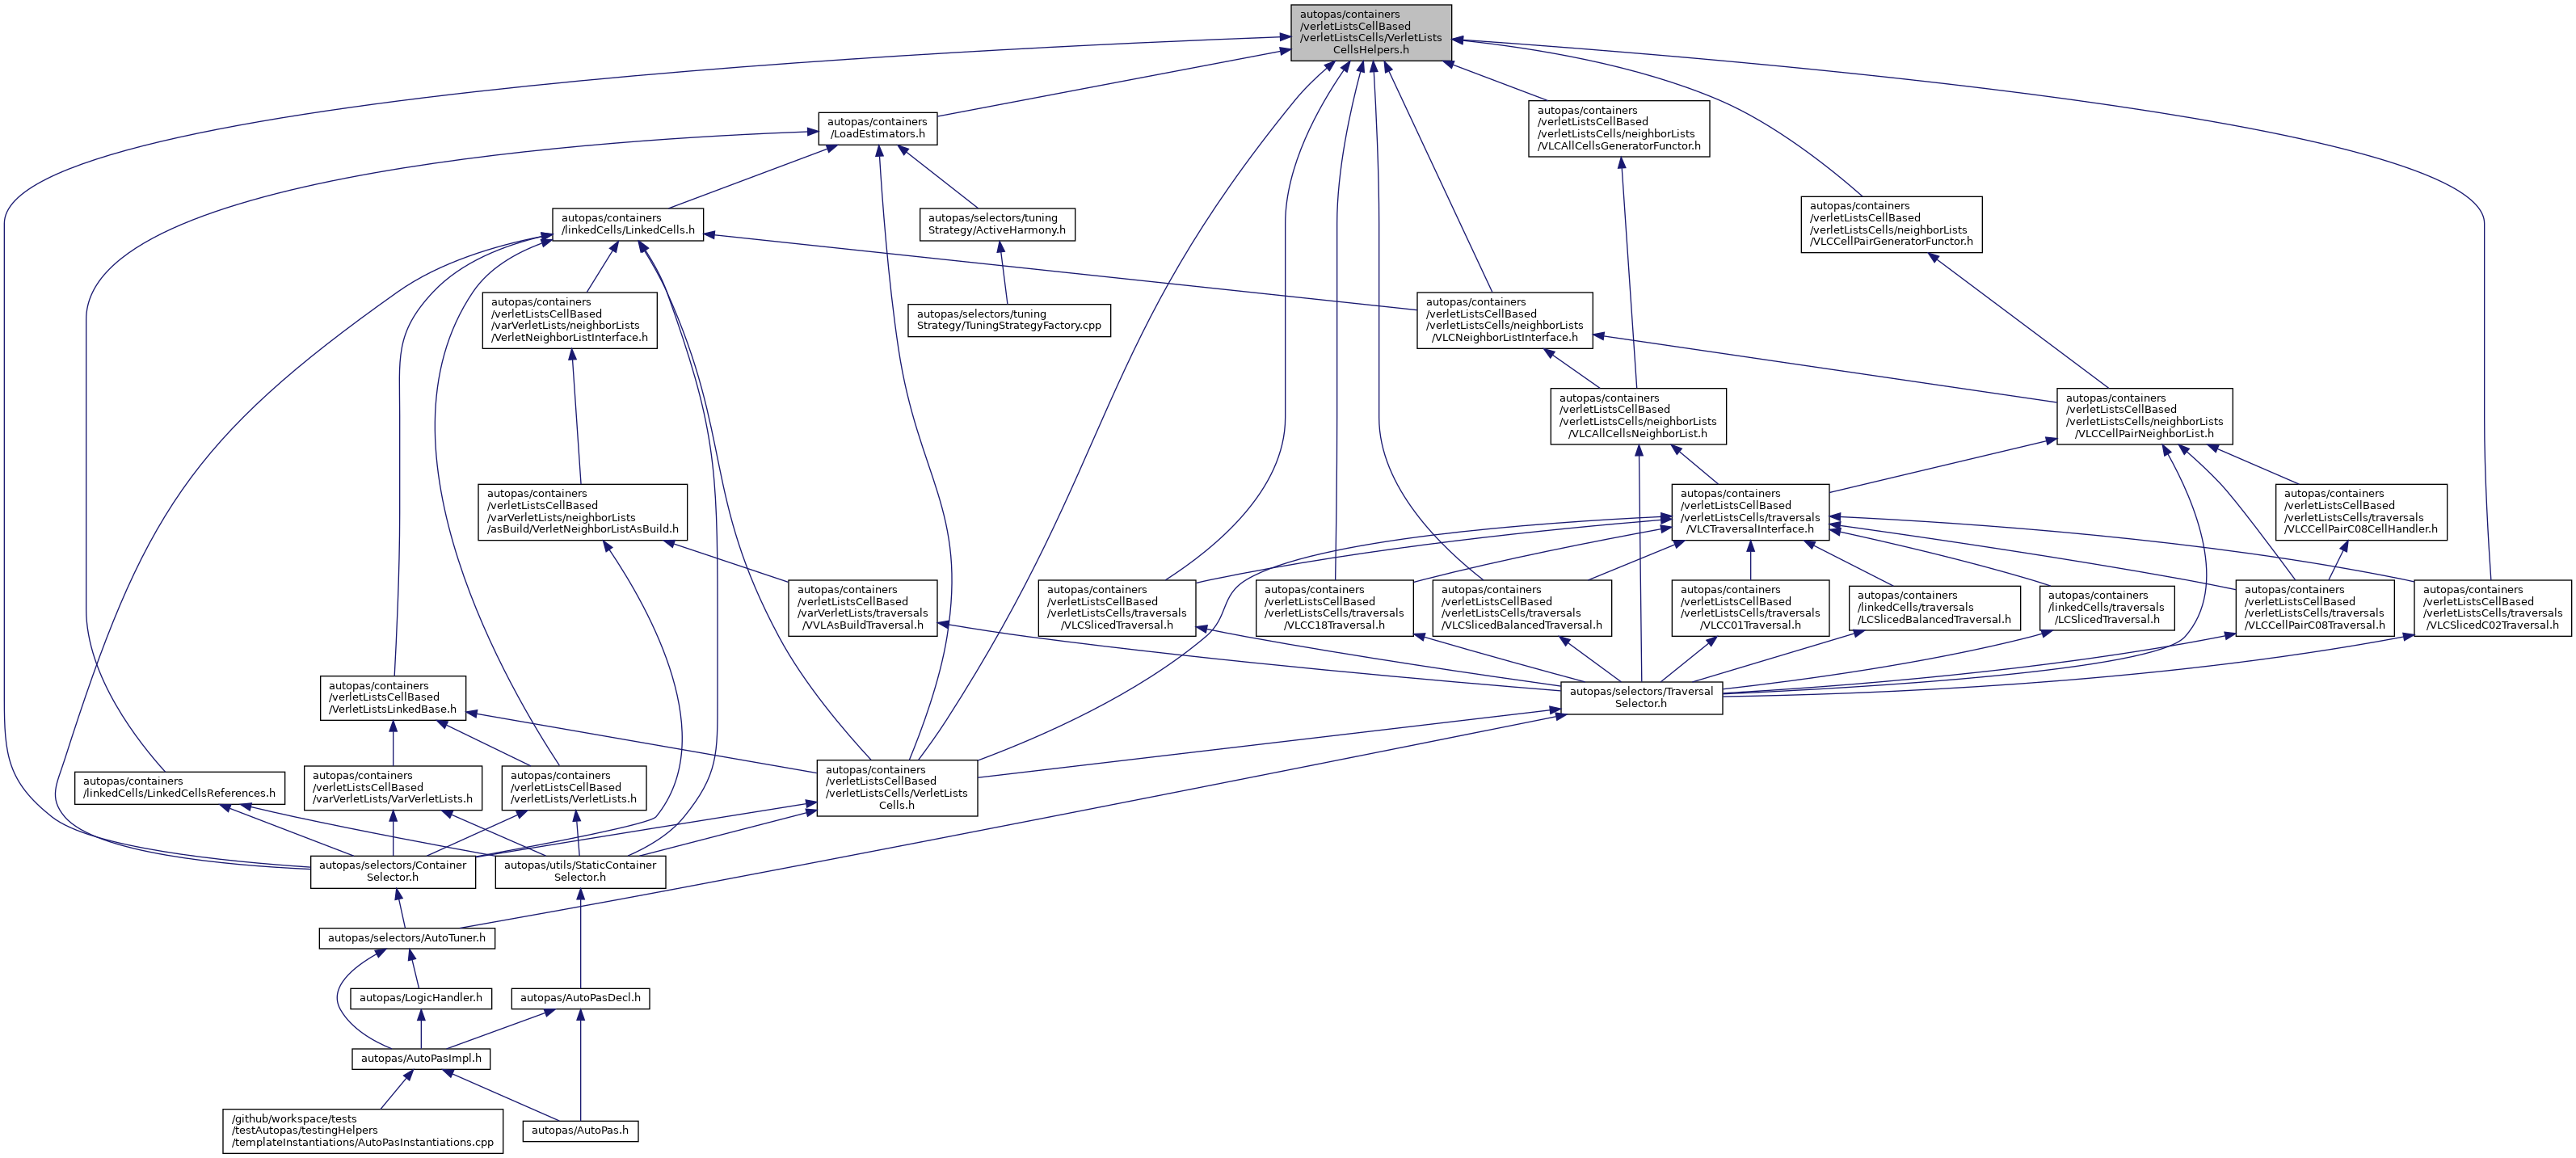 autopas/containers
/verletListsCellBased
/verletListsCells/VerletLists
CellsHelpers.h
autopas/containers
/LoadEstimators.h
autopas/containers
/verletListsCellBased
/verletListsCells/neighborLists
/VLCAllCellsGeneratorFunctor.h
autopas/containers
/linkedCells/LinkedCells.h
autopas/selectors/tuning
Strategy/ActiveHarmony.h
autopas/containers
/verletListsCellBased
/verletListsCells/neighborLists
/VLCCellPairGeneratorFunctor.h
autopas/containers
/verletListsCellBased
/varVerletLists/neighborLists
/VerletNeighborListInterface.h
autopas/selectors/tuning
Strategy/TuningStrategyFactory.cpp
autopas/containers
/verletListsCellBased
/verletListsCells/neighborLists
/VLCNeighborListInterface.h
autopas/containers
/verletListsCellBased
/verletListsCells/neighborLists
/VLCAllCellsNeighborList.h
autopas/containers
/verletListsCellBased
/verletListsCells/neighborLists
/VLCCellPairNeighborList.h
autopas/containers
/verletListsCellBased
/varVerletLists/neighborLists
/asBuild/VerletNeighborListAsBuild.h
autopas/containers
/verletListsCellBased
/verletListsCells/traversals
/VLCTraversalInterface.h
autopas/containers
/verletListsCellBased
/verletListsCells/traversals
/VLCCellPairC08CellHandler.h
autopas/containers
/verletListsCellBased
/varVerletLists/traversals
/VVLAsBuildTraversal.h
autopas/containers
/verletListsCellBased
/verletListsCells/traversals
/VLCSlicedTraversal.h
autopas/containers
/verletListsCellBased
/verletListsCells/traversals
/VLCC18Traversal.h
autopas/containers
/verletListsCellBased
/verletListsCells/traversals
/VLCSlicedBalancedTraversal.h
autopas/containers
/verletListsCellBased
/verletListsCells/traversals
/VLCC01Traversal.h
autopas/containers
/linkedCells/traversals
/LCSlicedBalancedTraversal.h
autopas/containers
/linkedCells/traversals
/LCSlicedTraversal.h
autopas/containers
/verletListsCellBased
/verletListsCells/traversals
/VLCCellPairC08Traversal.h
autopas/containers
/verletListsCellBased
/verletListsCells/traversals
/VLCSlicedC02Traversal.h
autopas/containers
/verletListsCellBased
/VerletListsLinkedBase.h
autopas/selectors/Traversal
Selector.h
autopas/containers
/linkedCells/LinkedCellsReferences.h
autopas/containers
/verletListsCellBased
/varVerletLists/VarVerletLists.h
autopas/containers
/verletListsCellBased
/verletLists/VerletLists.h
autopas/containers
/verletListsCellBased
/verletListsCells/VerletLists
Cells.h
autopas/selectors/Container
Selector.h
autopas/utils/StaticContainer
Selector.h
autopas/selectors/AutoTuner.h
autopas/LogicHandler.h
autopas/AutoPasDecl.h
autopas/AutoPasImpl.h
/github/workspace/tests
/testAutopas/testingHelpers
/templateInstantiations/AutoPasInstantiations.cpp
autopas/AutoPas.h